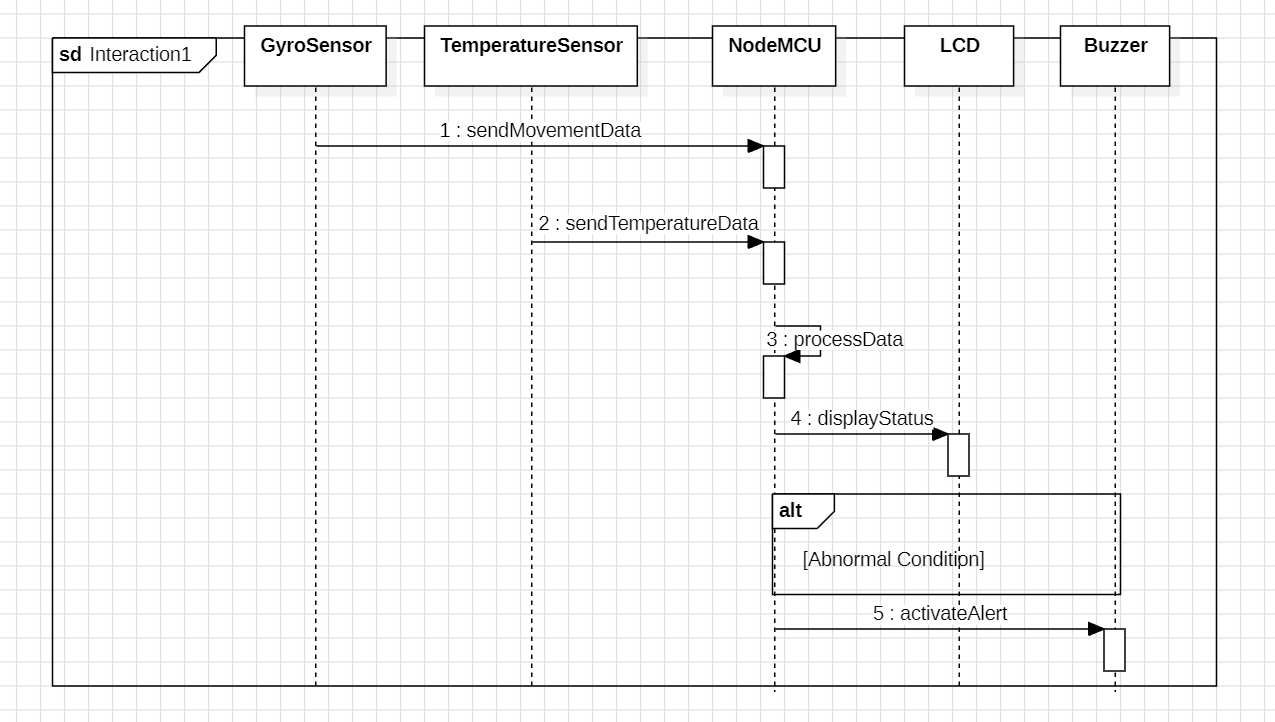 sd Interaction1
GyroSensor
TemperatureSensor
NodeMCU
LCD
Buzzer
1 : sendMovementData
2 : sendTemperatureData
3 : processData
4 : displayStatus
alt
[Abnormal Condition]
5 : activateAlert